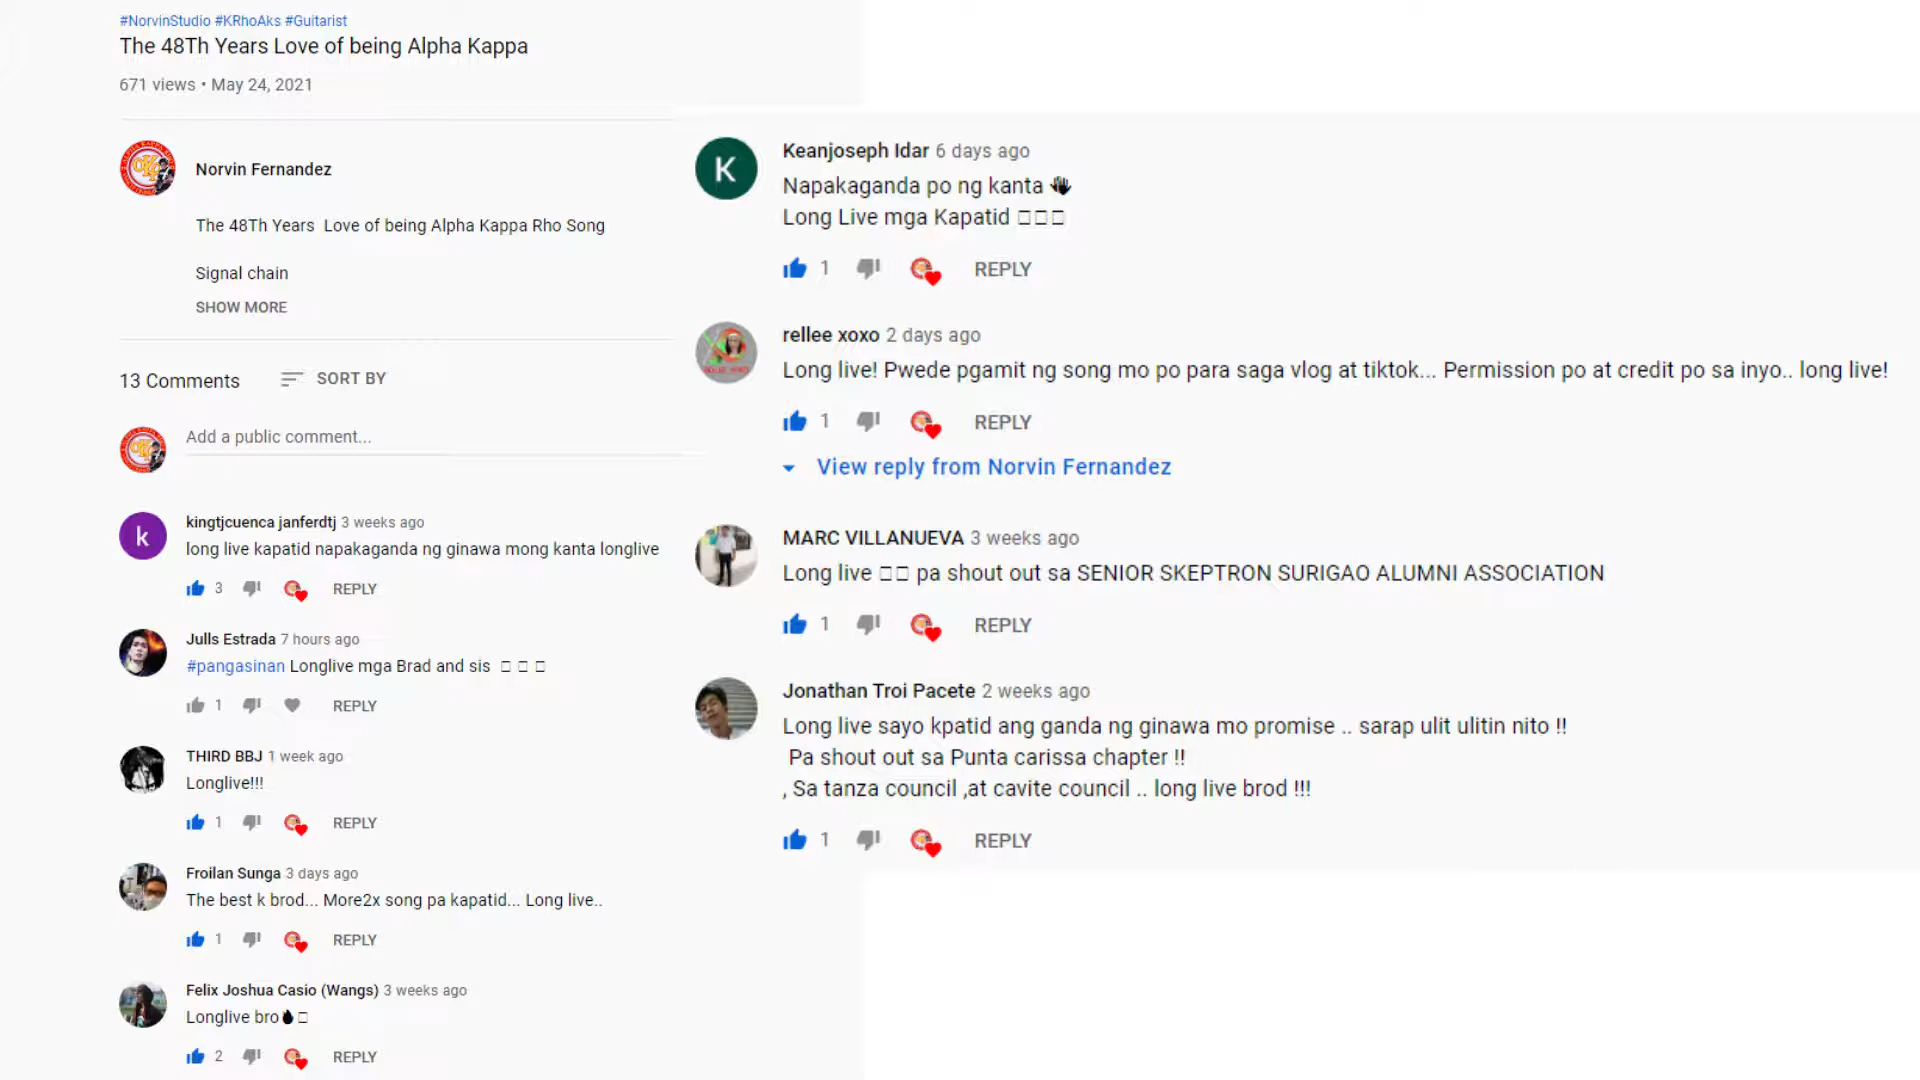 #NorvinStudio #KRhoAks #Guitarist
The 48Th Years Love of being Alpha Kappa
671 views • May 24, 2021
Norvin Fernandez
The 48Th Years  Love of being Alpha Kappa Rho Song
Signal chain
SHOW MORE
13 Comments
SORT BY
Add a public comment...
k
kingtjcuenca janferdtj 3 weeks ago
long live kapatid napakaganda ng ginawa mong kanta longlive
3
REPLY
Julls Estrada 7 hours ago
#pangasinan Longlive mga Brad and sis
1
REPLY
THIRD BBJ 1 week ago
Longlive!!!
1
REPLY
Froilan Sunga 3 days ago
The best k brod... More2x song pa kapatid... Long live..
1
REPLY
Felix Joshua Casio (Wangs) 3 weeks ago
Longlive bro
2
REPLY
K
Keanjoseph Idar 6 days ago
Napakaganda po ng kanta
Long Live mga Kapatid
1
REPLY
rellee xoxo 2 days ago
Long live! Pwede pgamit ng song mo po para saga vlog at tiktok... Permission po at credit po sa inyo.. long live!
1
REPLY
View reply from Norvin Fernandez
MARC VILLANUEVA 3 weeks ago
Long live pa shout out sa SENIOR SKEPTRON SURIGAO ALUMNI ASSOCIATION
1
REPLY
Jonathan Troi Pacete 2 weeks ago
Long live sayo kpatid ang ganda ng ginawa mo promise .. sarap ulit ulitin nito !!
Pa shout out sa Punta carissa chapter !!
, Sa tanza council ,at cavite council .. long live brod !!!
1
REPLY